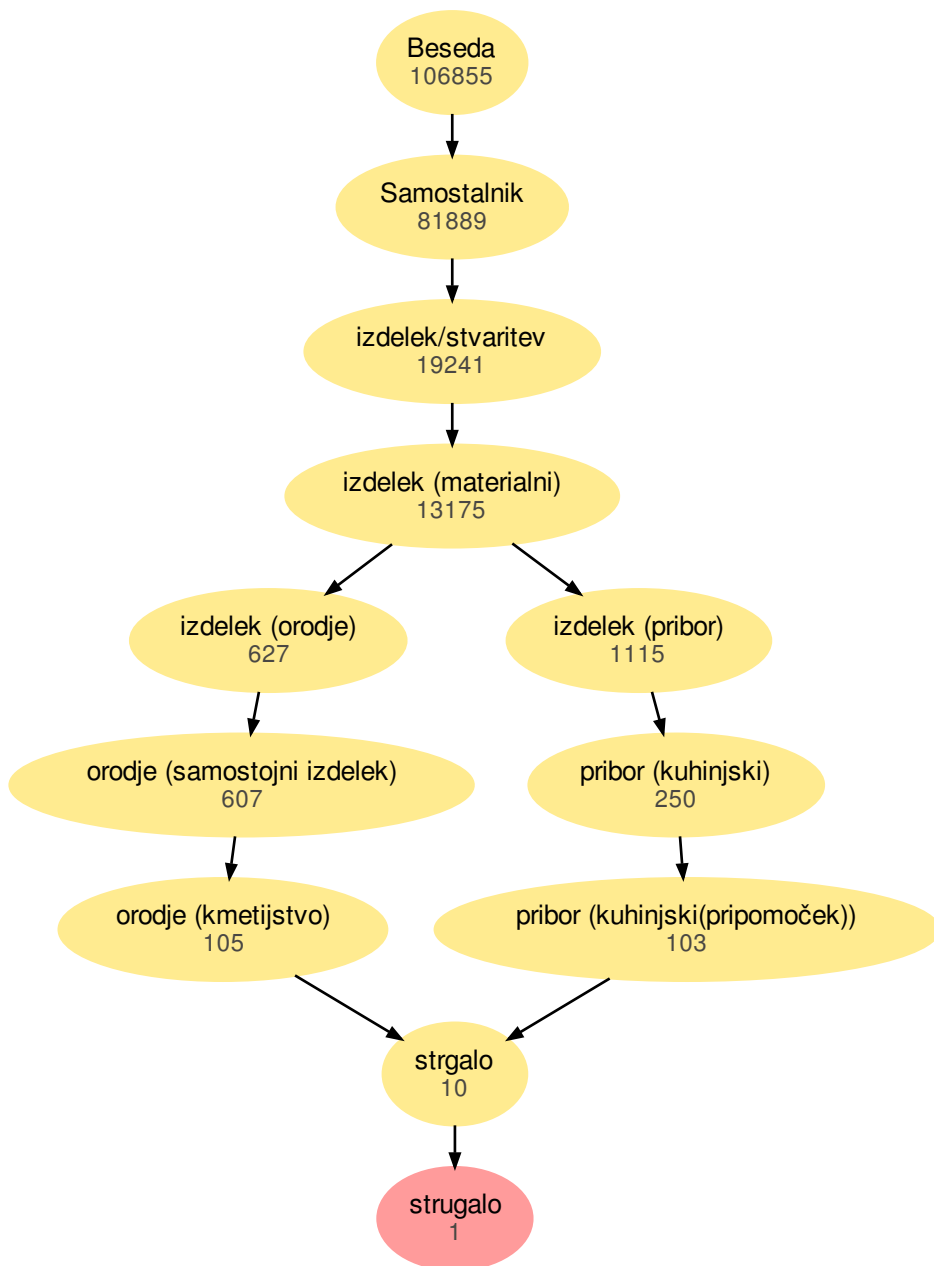 Beseda
106855
Samostalnik
81889
izdelek/stvaritev
19241
izdelek (materialni)
13175
izdelek (orodje)
627
izdelek (pribor)
1115
orodje (samostojni izdelek)
607
pribor (kuhinjski)
250
orodje (kmetijstvo)
105
pribor (kuhinjski(pripomoček))
103
strgalo
10
strugalo
1